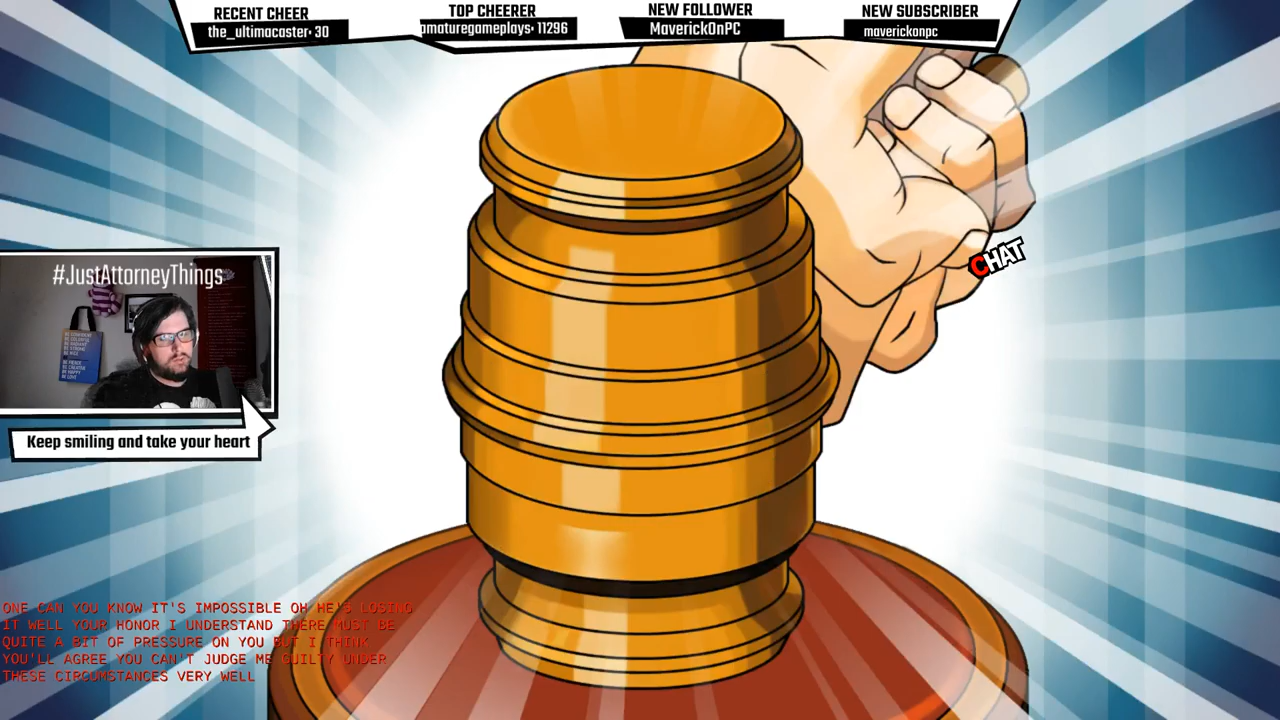 RECENT CHEER
the_ultimacaster• 30
TOP CHEERER
amaturegameplays• 11296
NEW FOLLOWER
MaverickOnPC
NEW SUBSCRIBER
maverickonpc
CHAT
#JustAttorneyThings
Keep smiling and take your heart
ONE CAN YOU KNOW IT'S IMPOSSIBLE OH HE'S LOSING
IT WELL YOUR HONOR I UNDERSTAND THERE MUST BE
QUITE A BIT OF PRESSURE ON YOU BUT I THINK
YOU'LL AGREE YOU CAN'T JUDGE ME GUILTY UNDER
THESE CIRCUMSTANCES VERY WELL